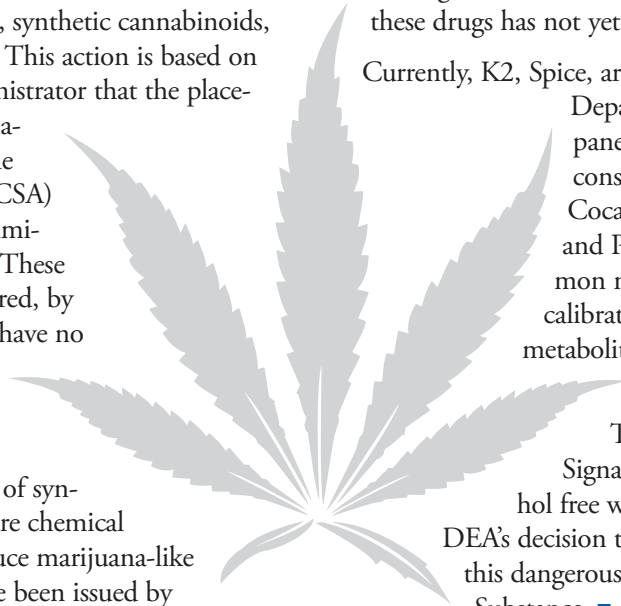 , synthetic cannabinoids,
This action is based on
nistrator that the place-
a-
e
CSA)
mi-
These
red, by
have no
of syn-
re chemical
uce marijuana-like
e been issued by
these drugs has not yet
Currently, K2, Spice, ar
Depa
pane
cons
Coca
and P
mon
calibrat
metabolit
T
Signa
hol free w
DEA’s decision t
this dangerous
Substance.